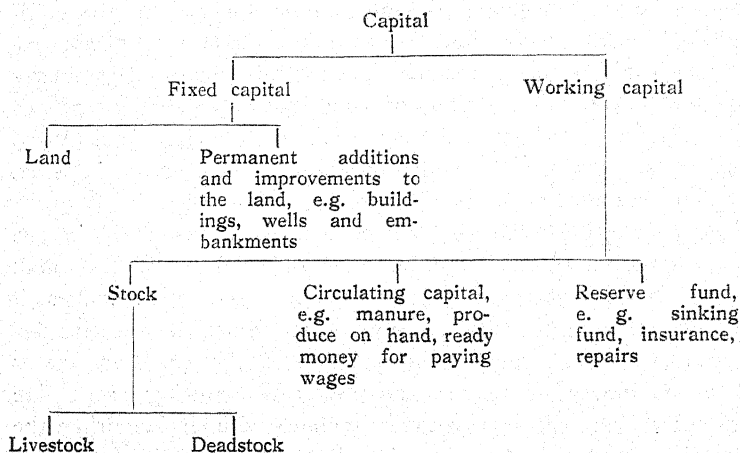 Capital
Fixed capital
Working capital
Land
Permanent additions
and improvements to
the land, e.g. build-
ings, wells and em-
bankments
Stock
Circulating capital,
e.g. manure, pro-
duce on hand, ready
money for paying
wages
Reserve fund,
e. g. sinking
fund, insurance,
repairs
Livestock
Deadstock